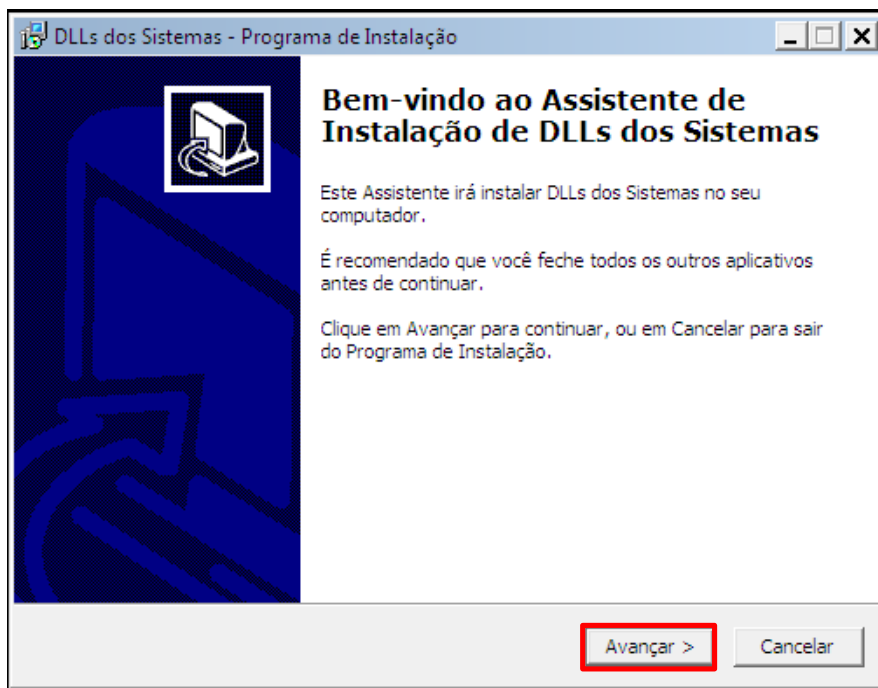 DLLs dos Sistemas - Programa de Instalação
Bem-vindo ao Assistente de
Instalação de DLLs dos Sistemas
Este Assistente irá instalar DLLs dos Sistemas no seu
computador.
É recomendado que você feche todos os outros aplicativos
antes de continuar.
Clique em Avançar para continuar, ou em Cancelar para sair
do Programa de Instalação.
Avançar >
Cancelar